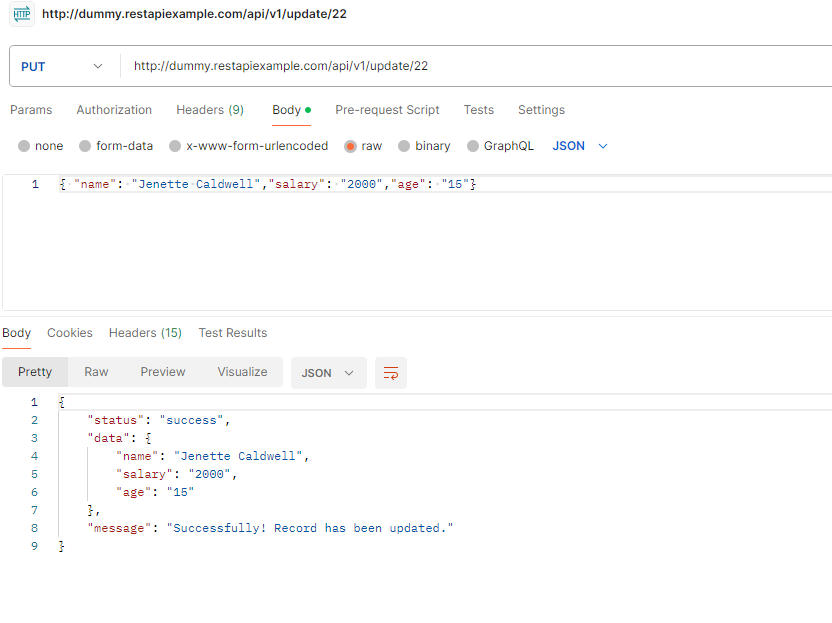 HTTP http://dummy.restapiexample.com/api/v1/update/22
PUT http://dummy.restapiexample.com/api/v1/update/22
Params Authorization Headers (9) Body Pre-request Script Tests Settings
none form-data x-www-form-urlencoded raw binary GraphQL JSON
1 { "name": "Jenette Caldwell","salary": "2000","age": "15"}
Body Cookies Headers (15) Test Results
Pretty Raw Preview Visualize JSON
1 {
2 "status": "success",
3 "data": {
4 "name": "Jenette Caldwell",
5 "salary": "2000",
6 "age": "15"
7 },
8 "message": "Successfully! Record has been updated."
9 }